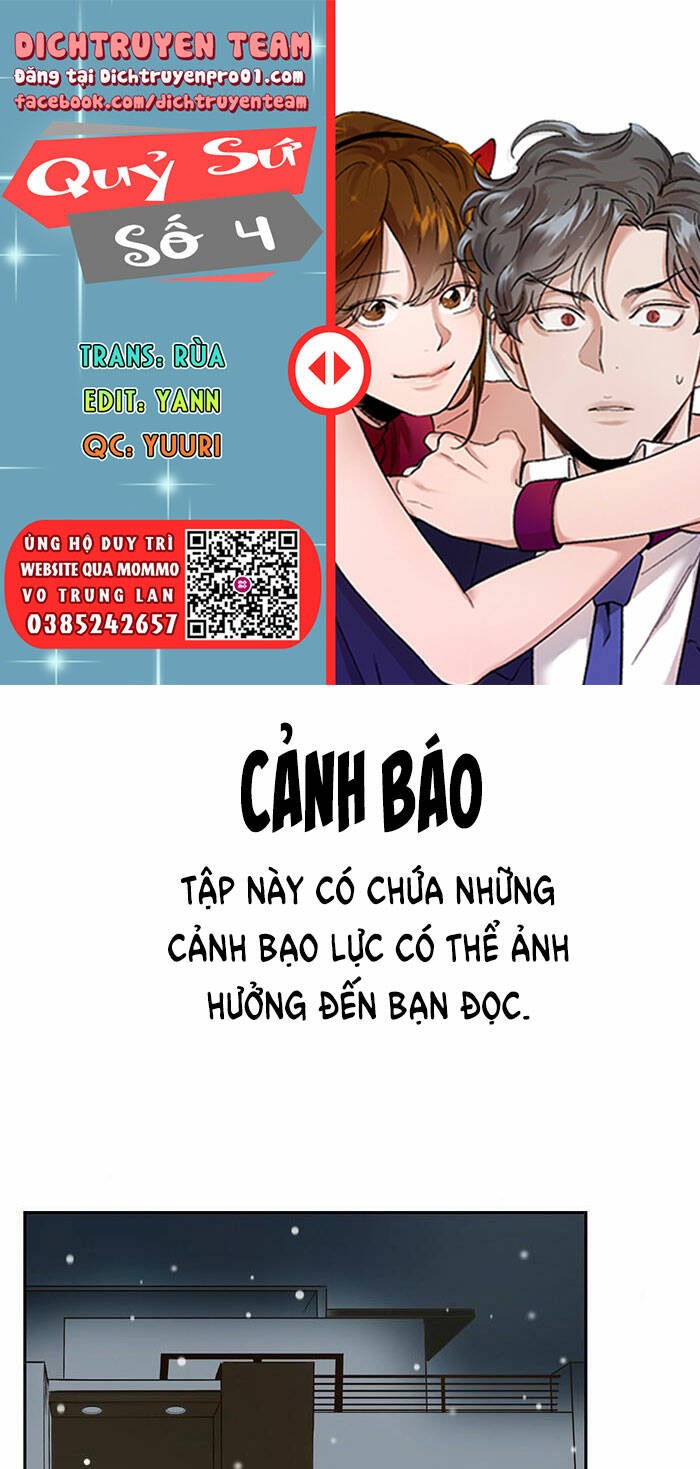 DICHTRUYEN TEAM
Đăng tại Dichtruyenpro01.com
facebook.com/dichtruyenteam
Quỷ Sứ
Số 4
TRANS: RÙA
EDIT: YANN
QC: YUURI
ỦNG HỘ DUY TRÌ
WEBSITE QUA MOMMO
VO TRUNG LAN
0385242657
CẢNH BÁO
TẬP NÀY CÓ CHỨA NHỮNG
CẢNH BẠO LỰC CÓ THỂ ẢNH
HƯỞNG ĐẾN BẠN ĐỌC.